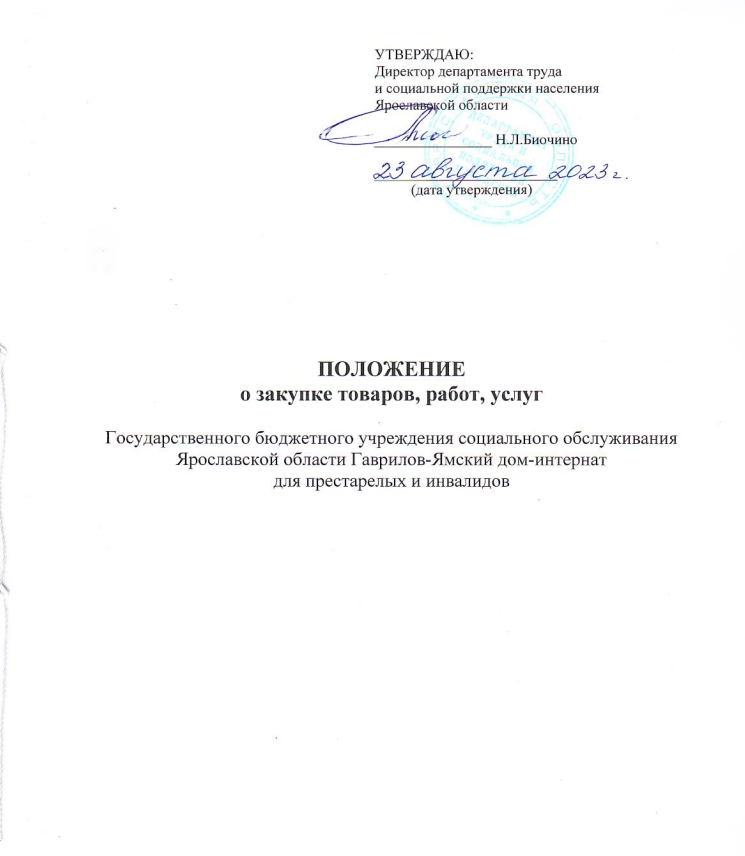 УТВЕРЖДАЮ:
Директор департамента труда
и социальной поддержки населения
Ярославской области
Н.Л.Биочино
23 августа 2023 г.
(дата утверждения)
ПОЛОЖЕНИЕ
о закупке товаров, работ, услуг
Государственного бюджетного учреждения социального обслуживания
Ярославской области Гаврилов-Ямский дом-интернат
для престарелых и инвалидов